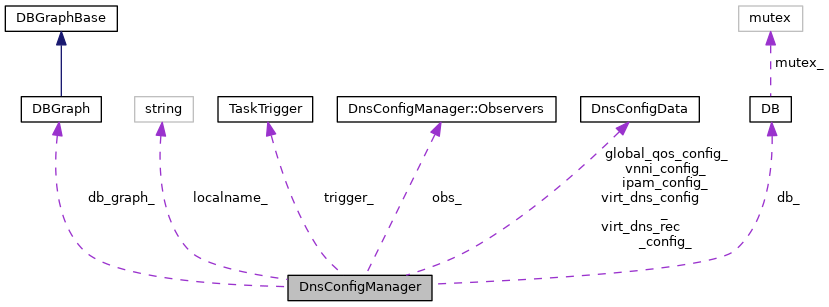 DBGraphBase
mutex
mutex_
DBGraph
string
TaskTrigger
DnsConfigManager::Observers
DnsConfigData
DB
db_graph_
localname_
trigger_
obs_
global_qos_config_
vnni_config_
ipam_config_
virt_dns_config
_
virt_dns_rec
_config_
db_
DnsConfigManager